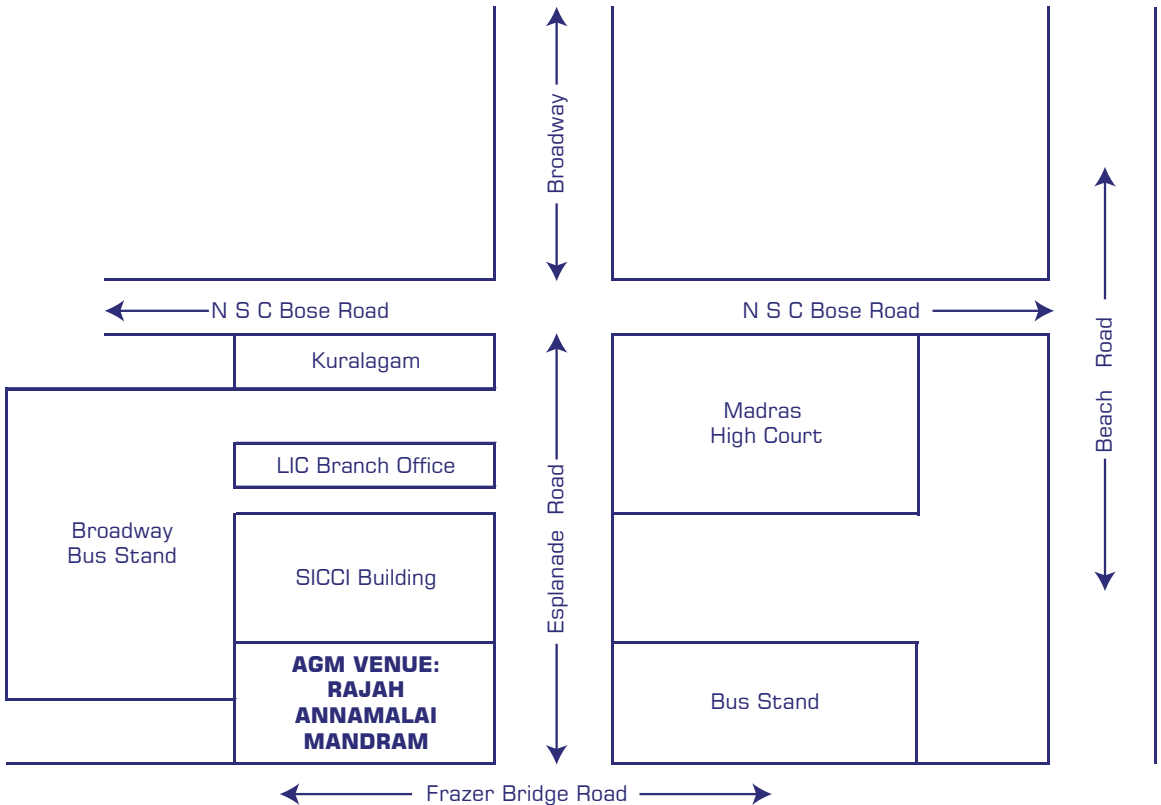 Broadway
N S C Bose Road
N S C Bose Road
Kuralagam
Madras
High Court
Beach Road
LIC Branch Office
Esplanade Road
Broadway
Bus Stand
SICCI Building
AGM VENUE:
RAJAH
ANNAMALAI
MANDRAM
Bus Stand
Frazer Bridge Road